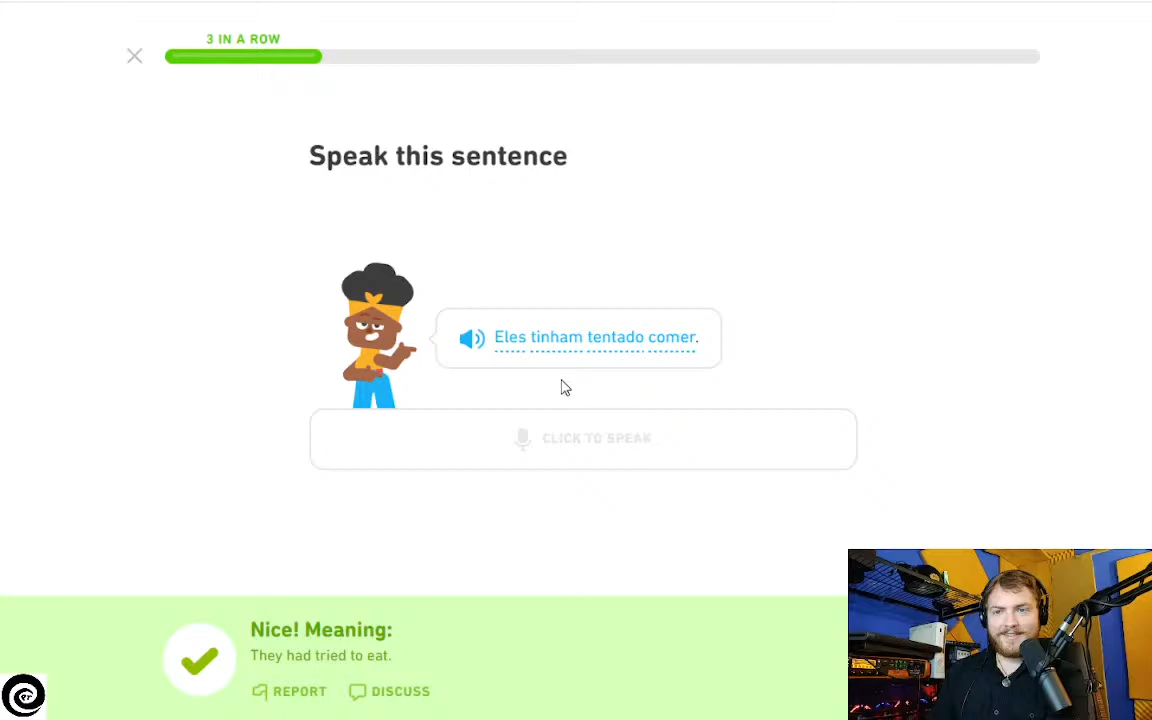 3 IN A ROW
Speak this sentence
Eles tinham tentado comer.
CLICK TO SPEAK
Nice! Meaning:
They had tried to eat.
REPORT DISCUSS